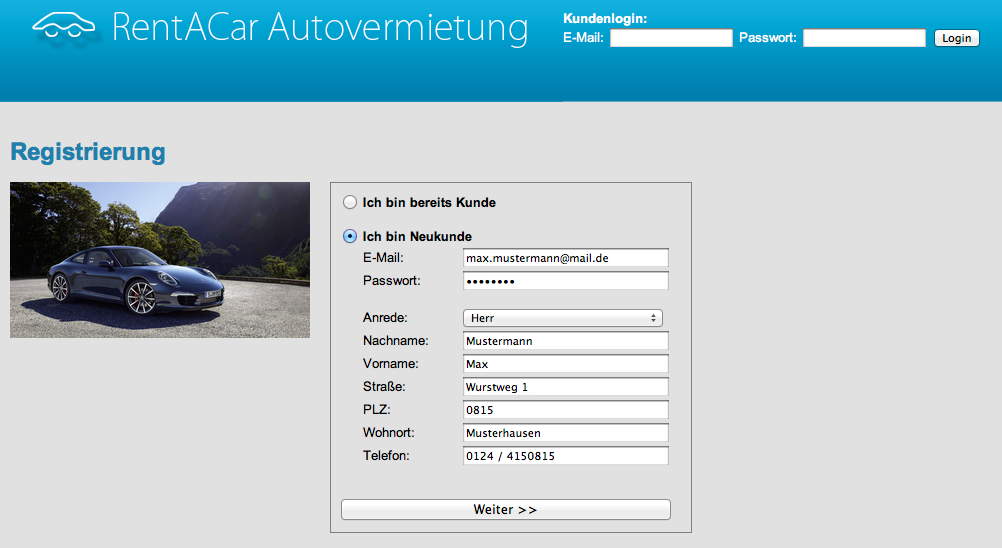 RentACar Autovermietung
Kundenlogin:
E-Mail: Passwort: Login
Registrierung
Ich bin bereits Kunde
Ich bin Neukunde
E-Mail: max.mustermann@mail.de
Passwort: ••••••••
Anrede: Herr
Nachname: Mustermann
Vorname: Max
Straße: Wurstweg 1
PLZ: 0815
Wohnort: Musterhausen
Telefon: 0124 / 4150815
Weiter >>